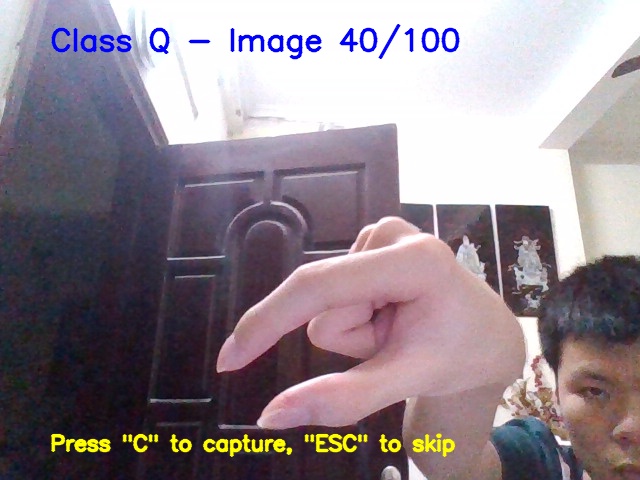 Class Q - Image 40/100
Press "C" to capture, "ESC" to skip